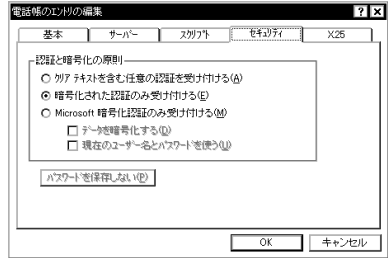 電話帳のエントリの編集
基本 サーバー スクリプト セキュリティ X.25
認証と暗号化の原則
クリア テキストを含む任意の認証を受け付ける(A)
暗号化された認証のみ受け付ける(E)
Microsoft 暗号化認証のみ受け付ける(M)
データを暗号化する(D)
現在のユーザー名とパスワードを使う(U)
パスワードを保存しない(P)
OK キャンセル